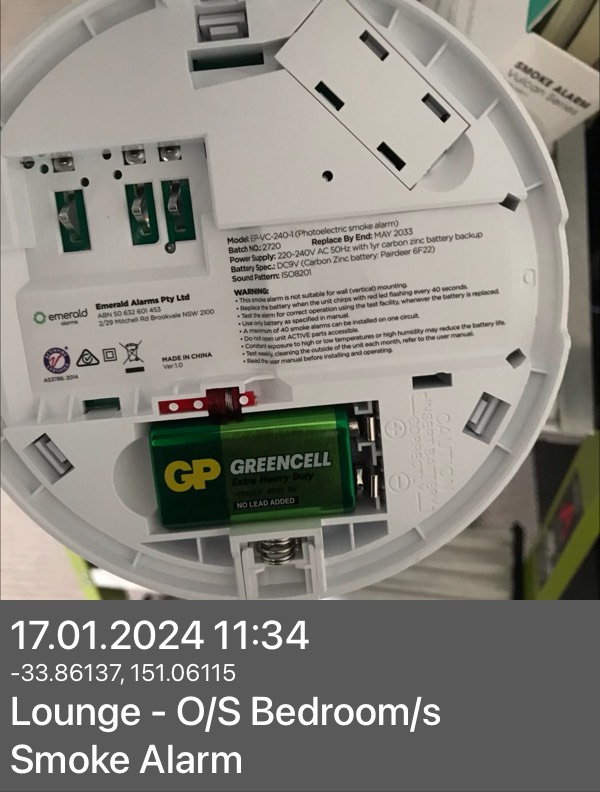 SMOKE ALARM
Vulcan Series
Model: EP-VC-240-1 (Photoelectric smoke alarm)
Batch NO.: 2720 Replace By End: MAY 2033
Power Supply: 220-240V AC 50Hz with 1yr carbon zinc battery backup
Battery Spec.: DC9V (Carbon Zinc battery: Pairdeer 6F22)
Sound Pattern: ISO8201
WARNING:
• This smoke alarm is not suitable for wall (vertical) mounting.
• Replace the battery when the unit chirps with red led flashing every 40 seconds.
• Test the alarm for correct operation using the test facility, whenever the battery is replaced.
• Use only battery as specified in manual.
• A maximum of 40 smoke alarms can be installed on one circuit.
• Do not open unit ACTIVE parts accessible.
• Constant exposure to high or low temperatures or high humidity may reduce the battery life.
• Test weekly, cleaning the outside of the unit each month, refer to the user manual.
• Read the user manual before installing and operating.
emerald
alarms
Emerald Alarms Pty Ltd
ABN 50 632 601 453
2/29 Mitchell Rd Brookvale NSW 2100
AS3786: 2014
MADE IN CHINA
Ver:1.0
GP GREENCELL
Extra Heavy Duty
NO LEAD ADDED
CAUTION
17.01.2024 11:34
-33.86137, 151.06115
Lounge - O/S Bedroom/s
Smoke Alarm